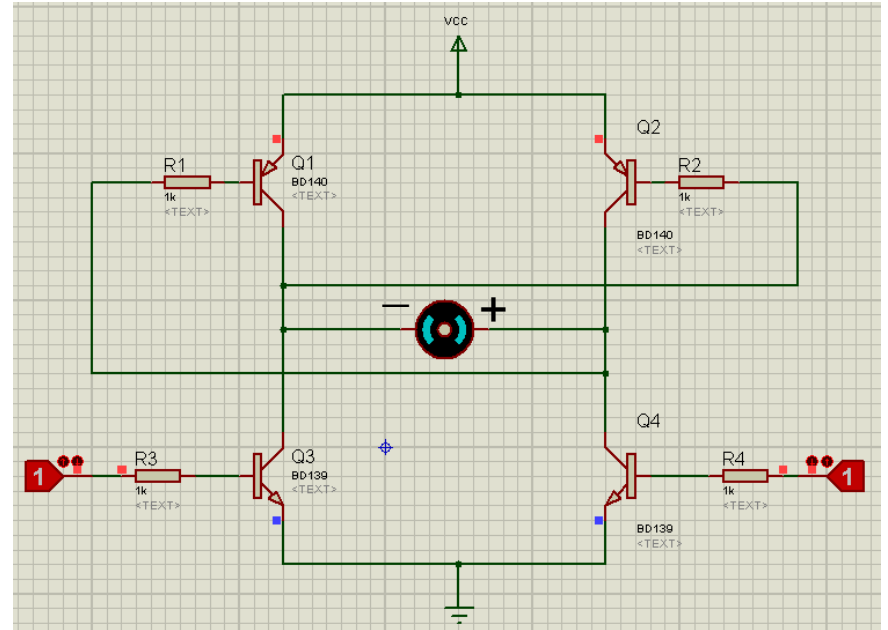 VCC
Q2
R1
Q1
R2
BD140
1k
<TEXT>
<TEXT>
1k
<TEXT>
BD140
<TEXT>
− +
Q4
R3
Q3
R4
1
1
BD139
1k
<TEXT>
<TEXT>
1k
<TEXT>
BD139
<TEXT>